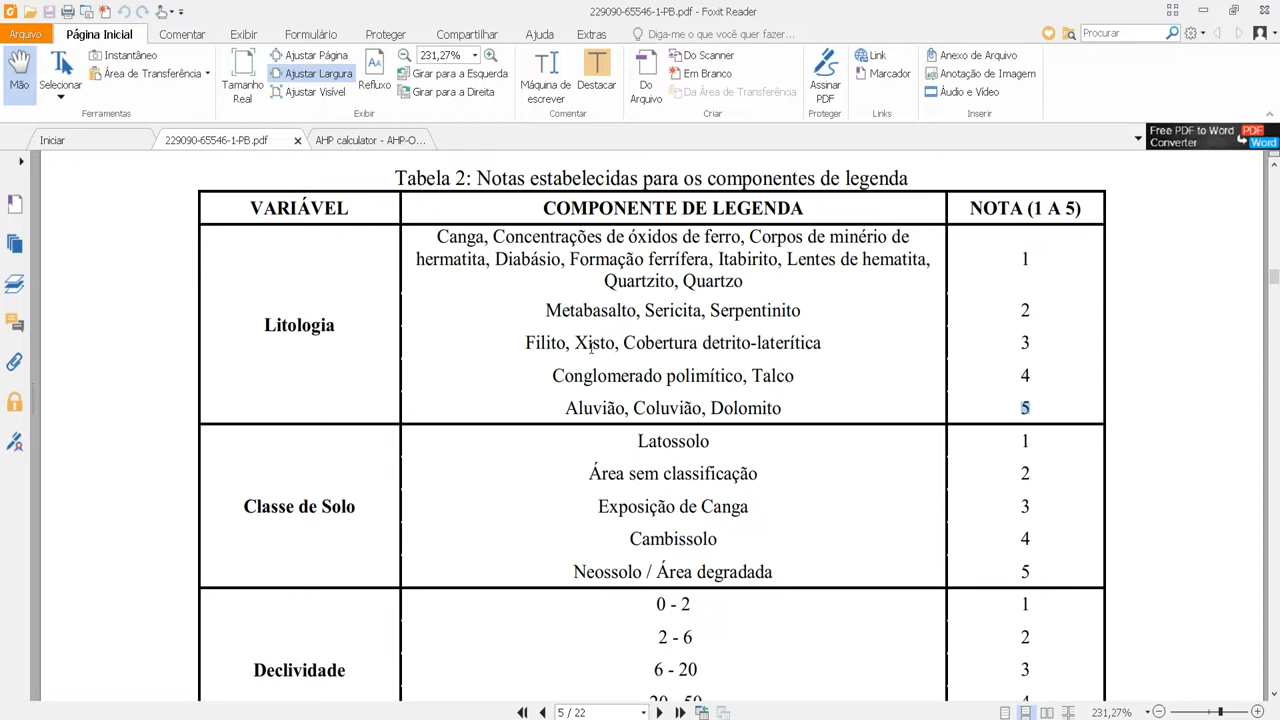 229090-65546-1-PB.pdf - Foxit Reader
Arquivo Página Inicial Comentar Exibir Formulário Proteger Compartilhar Ajuda Extras Diga-me o que você quer fazer... Procurar
Mão
Selecionar
Instantâneo
Área de Transferência
Ferramentas
Tamanho Real
Ajustar Página
Ajustar Largura
Ajustar Visível
Refluxo
231,27%
Girar para a Esquerda
Girar para a Direita
Exibir
Máquina de escrever
Destacar
Comentar
Do Arquivo
Do Scanner
Em Branco
Da Área de Transferência
Criar
Assinar PDF
Proteger
Link
Marcador
Links
Anexo de Arquivo
Anotação de Imagem
Áudio e Vídeo
Inserir
Iniciar 229090-65546-1-PB.pdf AHP calculator - AHP-O...
Free PDF to Word PDF
Converter Word
Tabela 2: Notas estabelecidas para os componentes de legenda
VARIÁVEL COMPONENTE DE LEGENDA NOTA (1 A 5)
Canga, Concentrações de óxidos de ferro, Corpos de minério de
hermatita, Diabásio, Formação ferrífera, Itabirito, Lentes de hematita, 1
Quartzito, Quartzo
Metabasalto, Sericita, Serpentinito 2
Litologia
Filito, Xisto, Cobertura detrito-laterítica 3
Conglomerado polimítico, Talco 4
Aluvião, Coluvião, Dolomito 5
Latossolo 1
Área sem classificação 2
Classe de Solo Exposição de Canga 3
Cambissolo 4
Neossolo / Área degradada 5
0 - 2 1
2 - 6 2
Declividade 6 - 20 3
20 - 50 4
5 / 22 231,27%